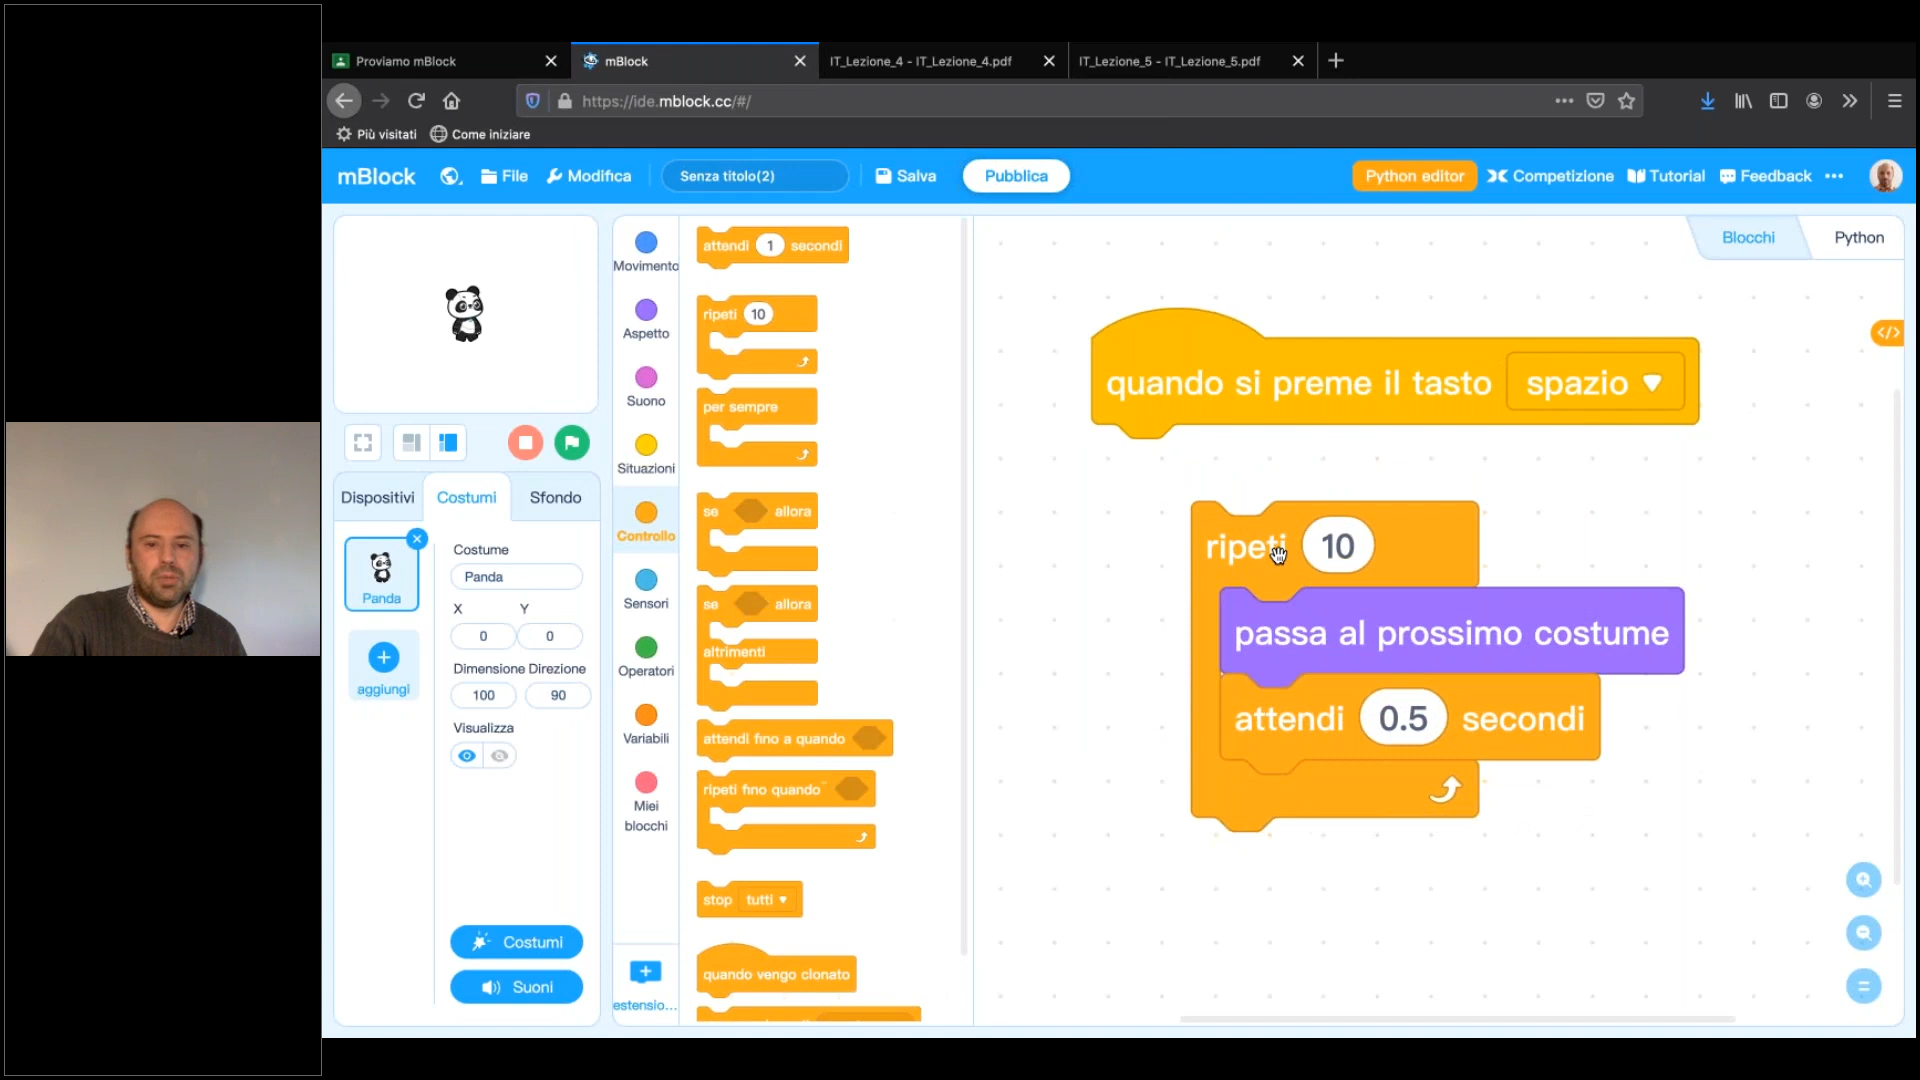 Proviamo mBlock
mBlock
IT_Lezione_4 - IT_Lezione_4.pdf
IT_Lezione_5 - IT_Lezione_5.pdf
https://ide.mblock.cc/#/
Più visitati
Come iniziare
mBlock
File
Modifica
Senza titolo(2)
Salva
Pubblica
Python editor
Competizione
Tutorial
Feedback
Blocchi
Python
Dispositivi
Costumi
Sfondo
Panda
aggiungi
Costume
Panda
X
Y
0
0
Dimensione
Direzione
100
90
Visualizza
Costumi
Suoni
Movimento
Aspetto
Suono
Situazioni
Controllo
Sensori
Operatori
Variabili
Miei
blocchi
estensio...
attendi 1 secondi
ripeti 10
per sempre
se allora
se allora
altrimenti
attendi fino a quando
ripeti fino quando
stop tutti
quando vengo clonato
quando si preme il tasto spazio
ripeti 10
passa al prossimo costume
attendi 0.5 secondi